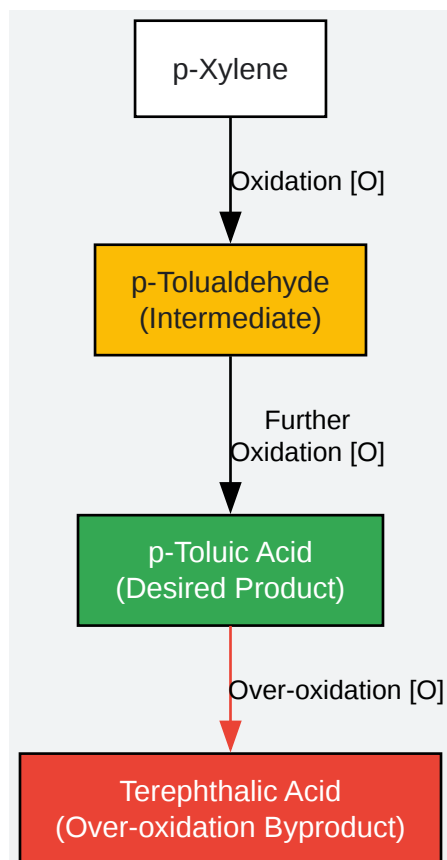 p-Xylene
Oxidation [O]
p-Tolualdehyde
(Intermediate)
Further
Oxidation [O]
p-Toluic Acid
(Desired Product)
Over-oxidation [O]
Terephthalic Acid
(Over-oxidation Byproduct)